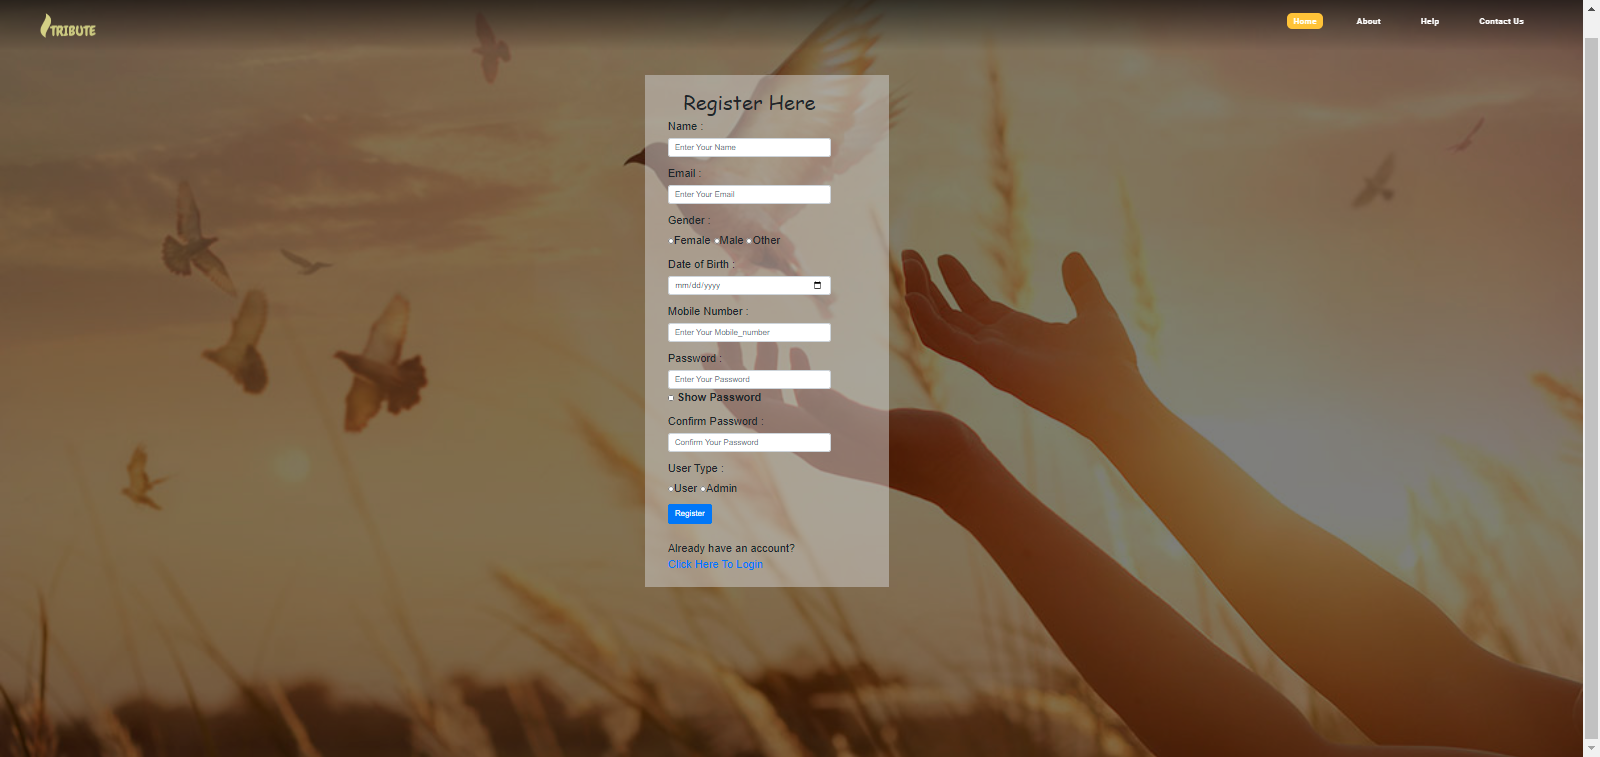 TRIBUTE
Home About Help Contact Us
Register Here
Name :
Enter Your Name
Email :
Enter Your Email
Gender :
Female Male Other
Date of Birth :
mm/dd/yyyy
Mobile Number :
Enter Your Mobile_number
Password :
Enter Your Password
Show Password
Confirm Password :
Confirm Your Password
User Type :
User Admin
Register
Already have an account?
Click Here To Login